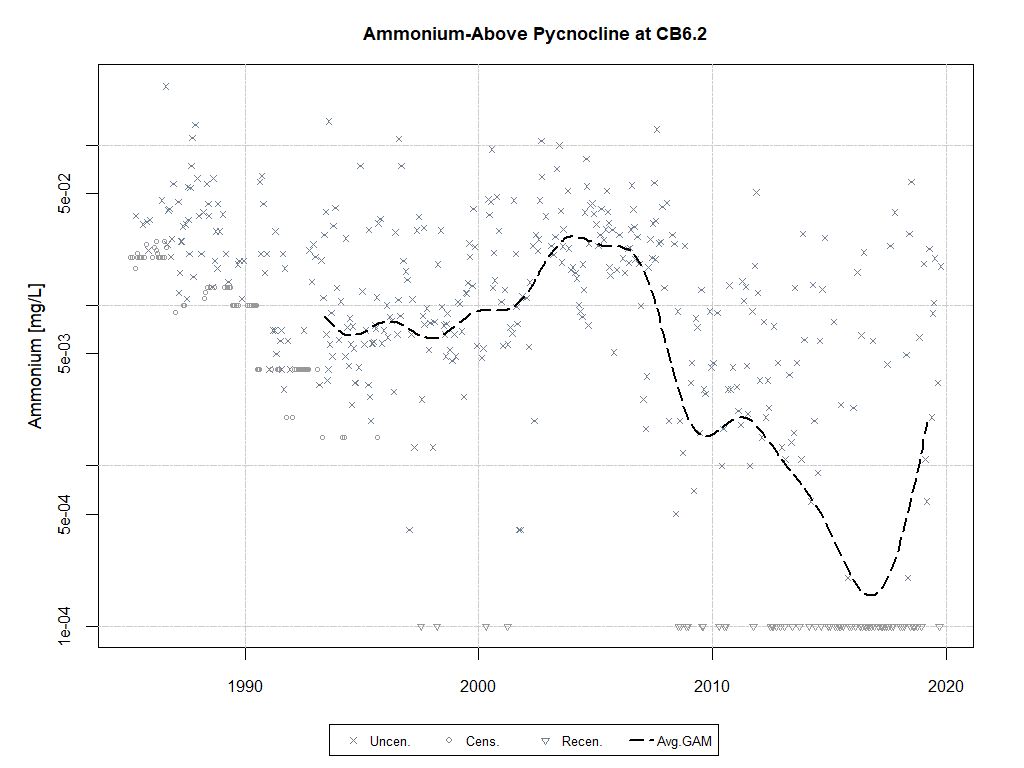 Ammonium-Above Pycnocline at CB6.2
Ammonium [mg/L]
5e-02
5e-03
5e-04
1e-04
1990
2000
2010
2020
Uncen.
Cens.
Recen.
Avg.GAM